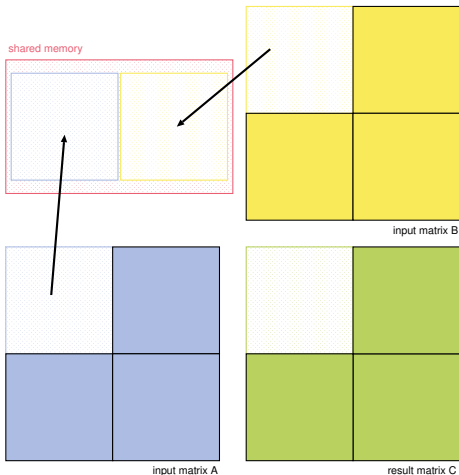 shared memory
input matrix B
input matrix A
result matrix C